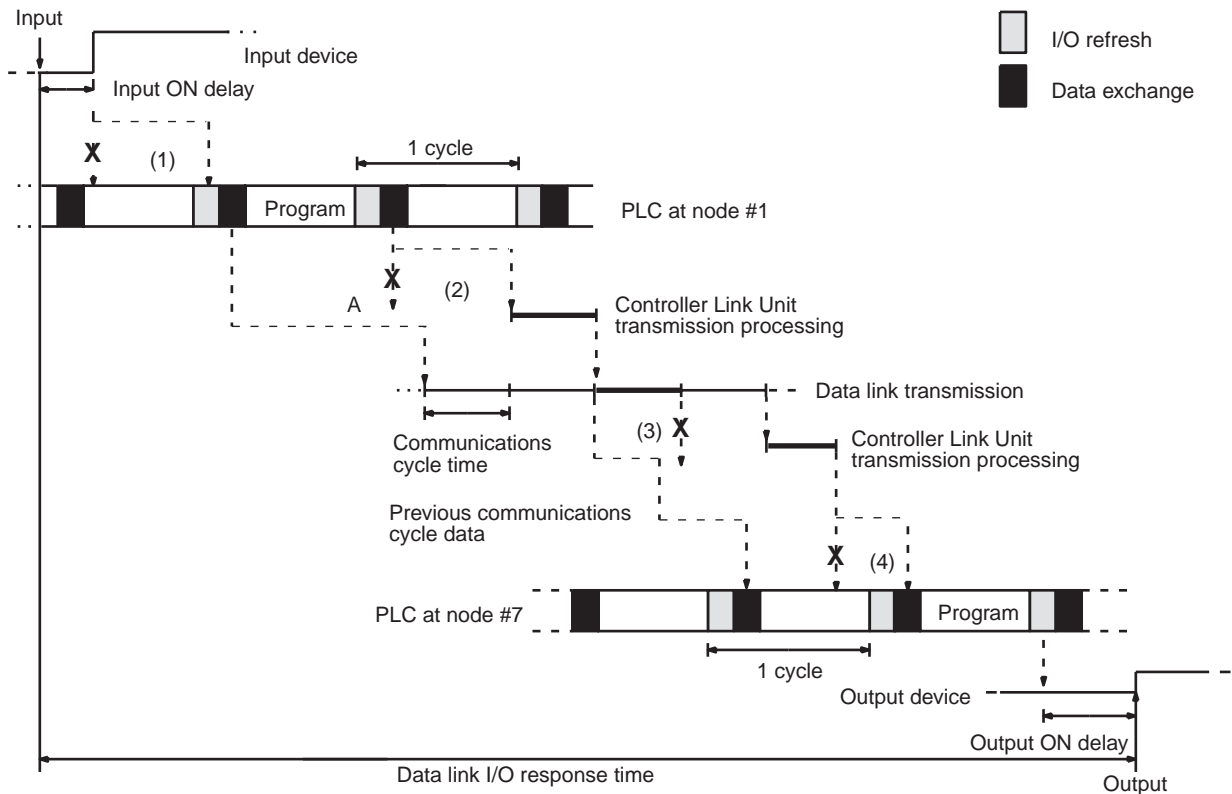 Input
I/O refresh
Input device
Data exchange
Input ON delay
X
(1)
1 cycle
Program
PLC at node #1
X
A
(2)
Controller Link Unit
transmission processing
Data link transmission
(3)
X
Communications
cycle time
Controller Link Unit
transmission processing
Previous communications
cycle data
X
(4)
PLC at node #7
Program
1 cycle
Output device
Output ON delay
Data link I/O response time
Output